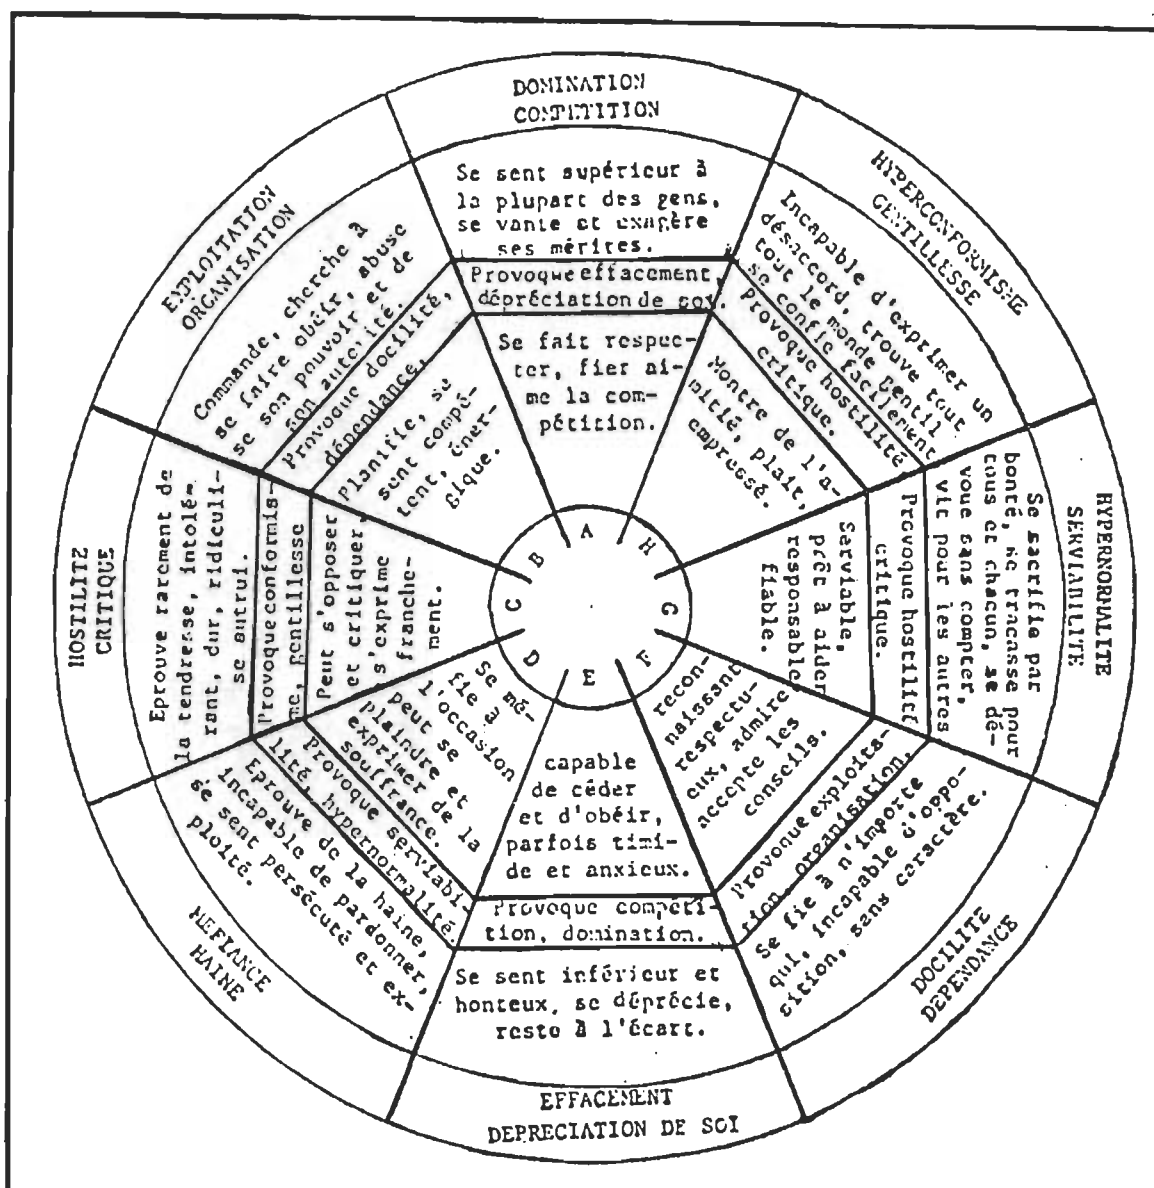 DOMINATION
COMPETITION
Se sent supérieur à
la plupart des gens,
se vante et exagère
ses mérites.
Provoque effacement,
dépréciation de soi.
Se fait respec-
ter, fier ai-
me la com-
pétition.
A
HYPERCONFORMISME
GENTILLESSE
Incapable d'exprimer un
désaccord, trouve tout
tout le monde gentil
se confie facilement
Provoque hostilité
critique.
Montre de l'a-
mitié, plait,
empressé.
H
HYPERNORMALITE
SERVIABILITE
Se sacrifie par
bonté, se tracasse pour
tous et chacun, se dé-
voue sans compter,
vit pour les autres
Provoque hostilité
critique.
Serviable,
prêt à aider
responsable
fiable.
G
DOCILITE
DEPENDANCE
Se fie à n'importe
qui, incapable d'oppo-
sition, sans caractère.
Provoque exploita-
tion, organisation.
recon-
naissant
respectu-
eux, admire
accepte les
conseils.
F
EFFACEMENT
DEPRECIATION DE SOI
Se sent inférieur et
honteux, se déprécie,
reste à l'écart.
Provoque compéti-
tion, domination.
capable
de céder
et d'obéir,
parfois timi-
de et anxieux.
E
MEFIANCE
HAINE
Eprouve de la haine,
incapable de pardonner,
se sent persécuté et ex-
ploité.
Provoque serviabi-
lité, hypernormalité.
Se mé-
fie à
l'occasion
peut se
plaindre et
exprimer de la
souffrance.
D
HOSTILITE
CRITIQUE
Eprouve rarement de
la tendresse, intolé-
rant, dur, ridiculi-
se autrui.
Provoque conformis-
me, gentillesse
Peut s'opposer
et critiquer,
s'exprime
franche-
ment.
C
EXPLOITATION
ORGANISATION
Commande, cherche à
se faire obéir, abuse
se son pouvoir et de
son autorité.
Provoque docilité,
dépendance,
Planifie, se
sent compé-
tent, éner-
gique.
B